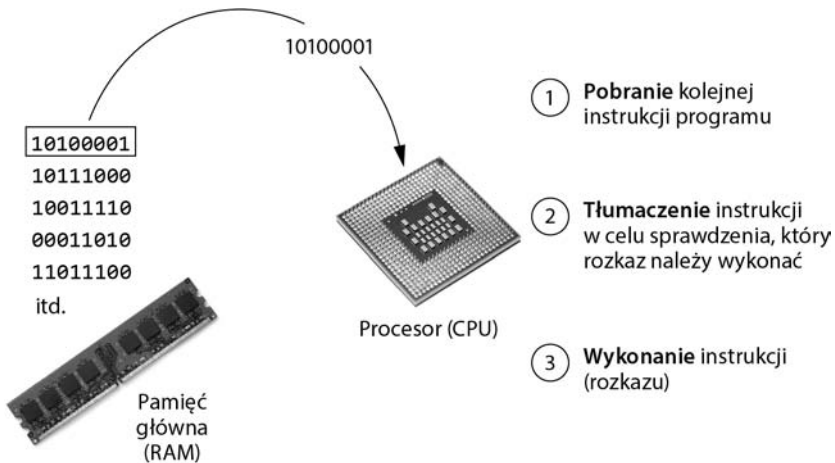 10100001
10100001
10111000
10011110
00011010
11011100
itd.
Pamięć
główna
(RAM)
Procesor (CPU)
1 Pobranie kolejnej
instrukcji programu
2 Tłumaczenie instrukcji
w celu sprawdzenia, który
rozkaz należy wykonać
3 Wykonanie instrukcji
(rozkazu)